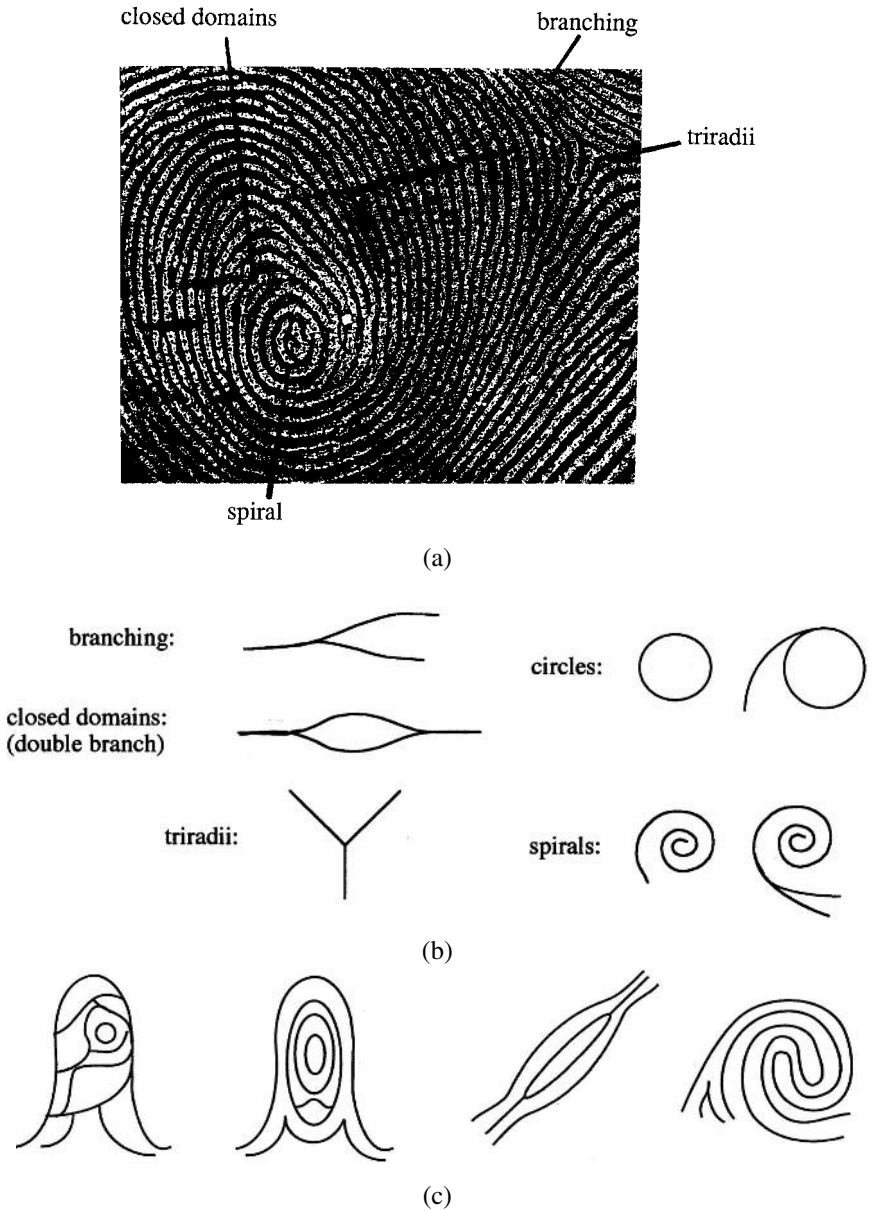 closed domains
branching
triradii
spiral
(a)
branching:
closed domains:
(double branch)
triradii:
circles:
spirals:
(b)
(c)